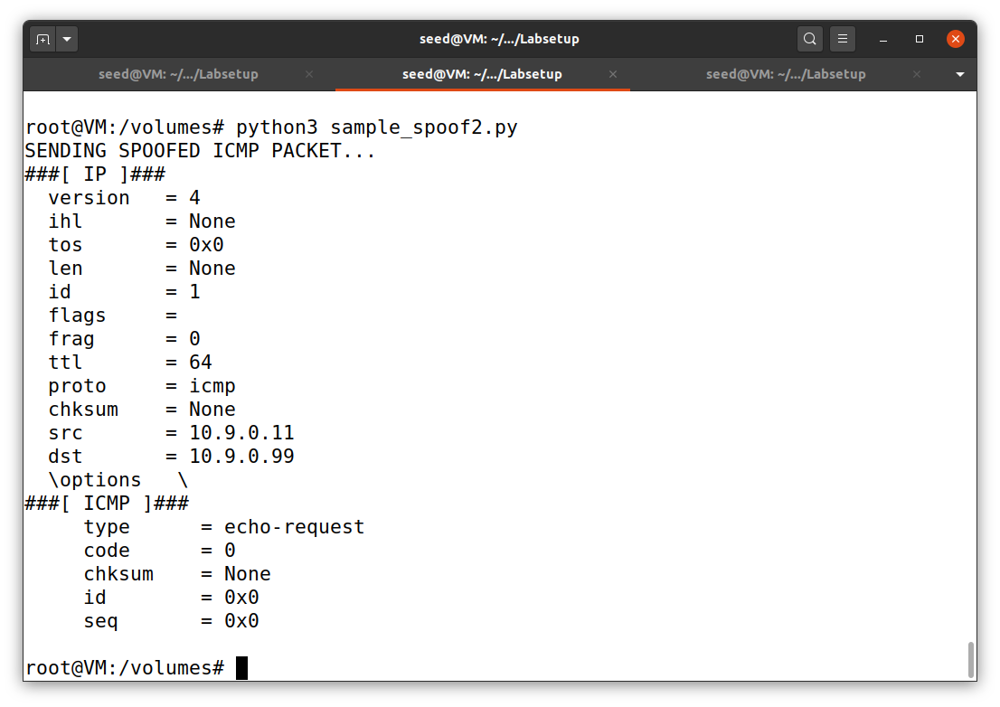 seed@VM: ~/.../Labsetup
seed@VM: ~/.../Labsetup seed@VM: ~/.../Labsetup seed@VM: ~/.../Labsetup
root@VM:/volumes# python3 sample_spoof2.py
SENDING SPOOFED ICMP PACKET...
###[ IP ]###
  version   = 4
  ihl       = None
  tos       = 0x0
  len       = None
  id        = 1
  flags     =
  frag      = 0
  ttl       = 64
  proto     = icmp
  chksum    = None
  src       = 10.9.0.11
  dst       = 10.9.0.99
  \options   \
###[ ICMP ]###
     type      = echo-request
     code      = 0
     chksum    = None
     id        = 0x0
     seq       = 0x0
root@VM:/volumes#